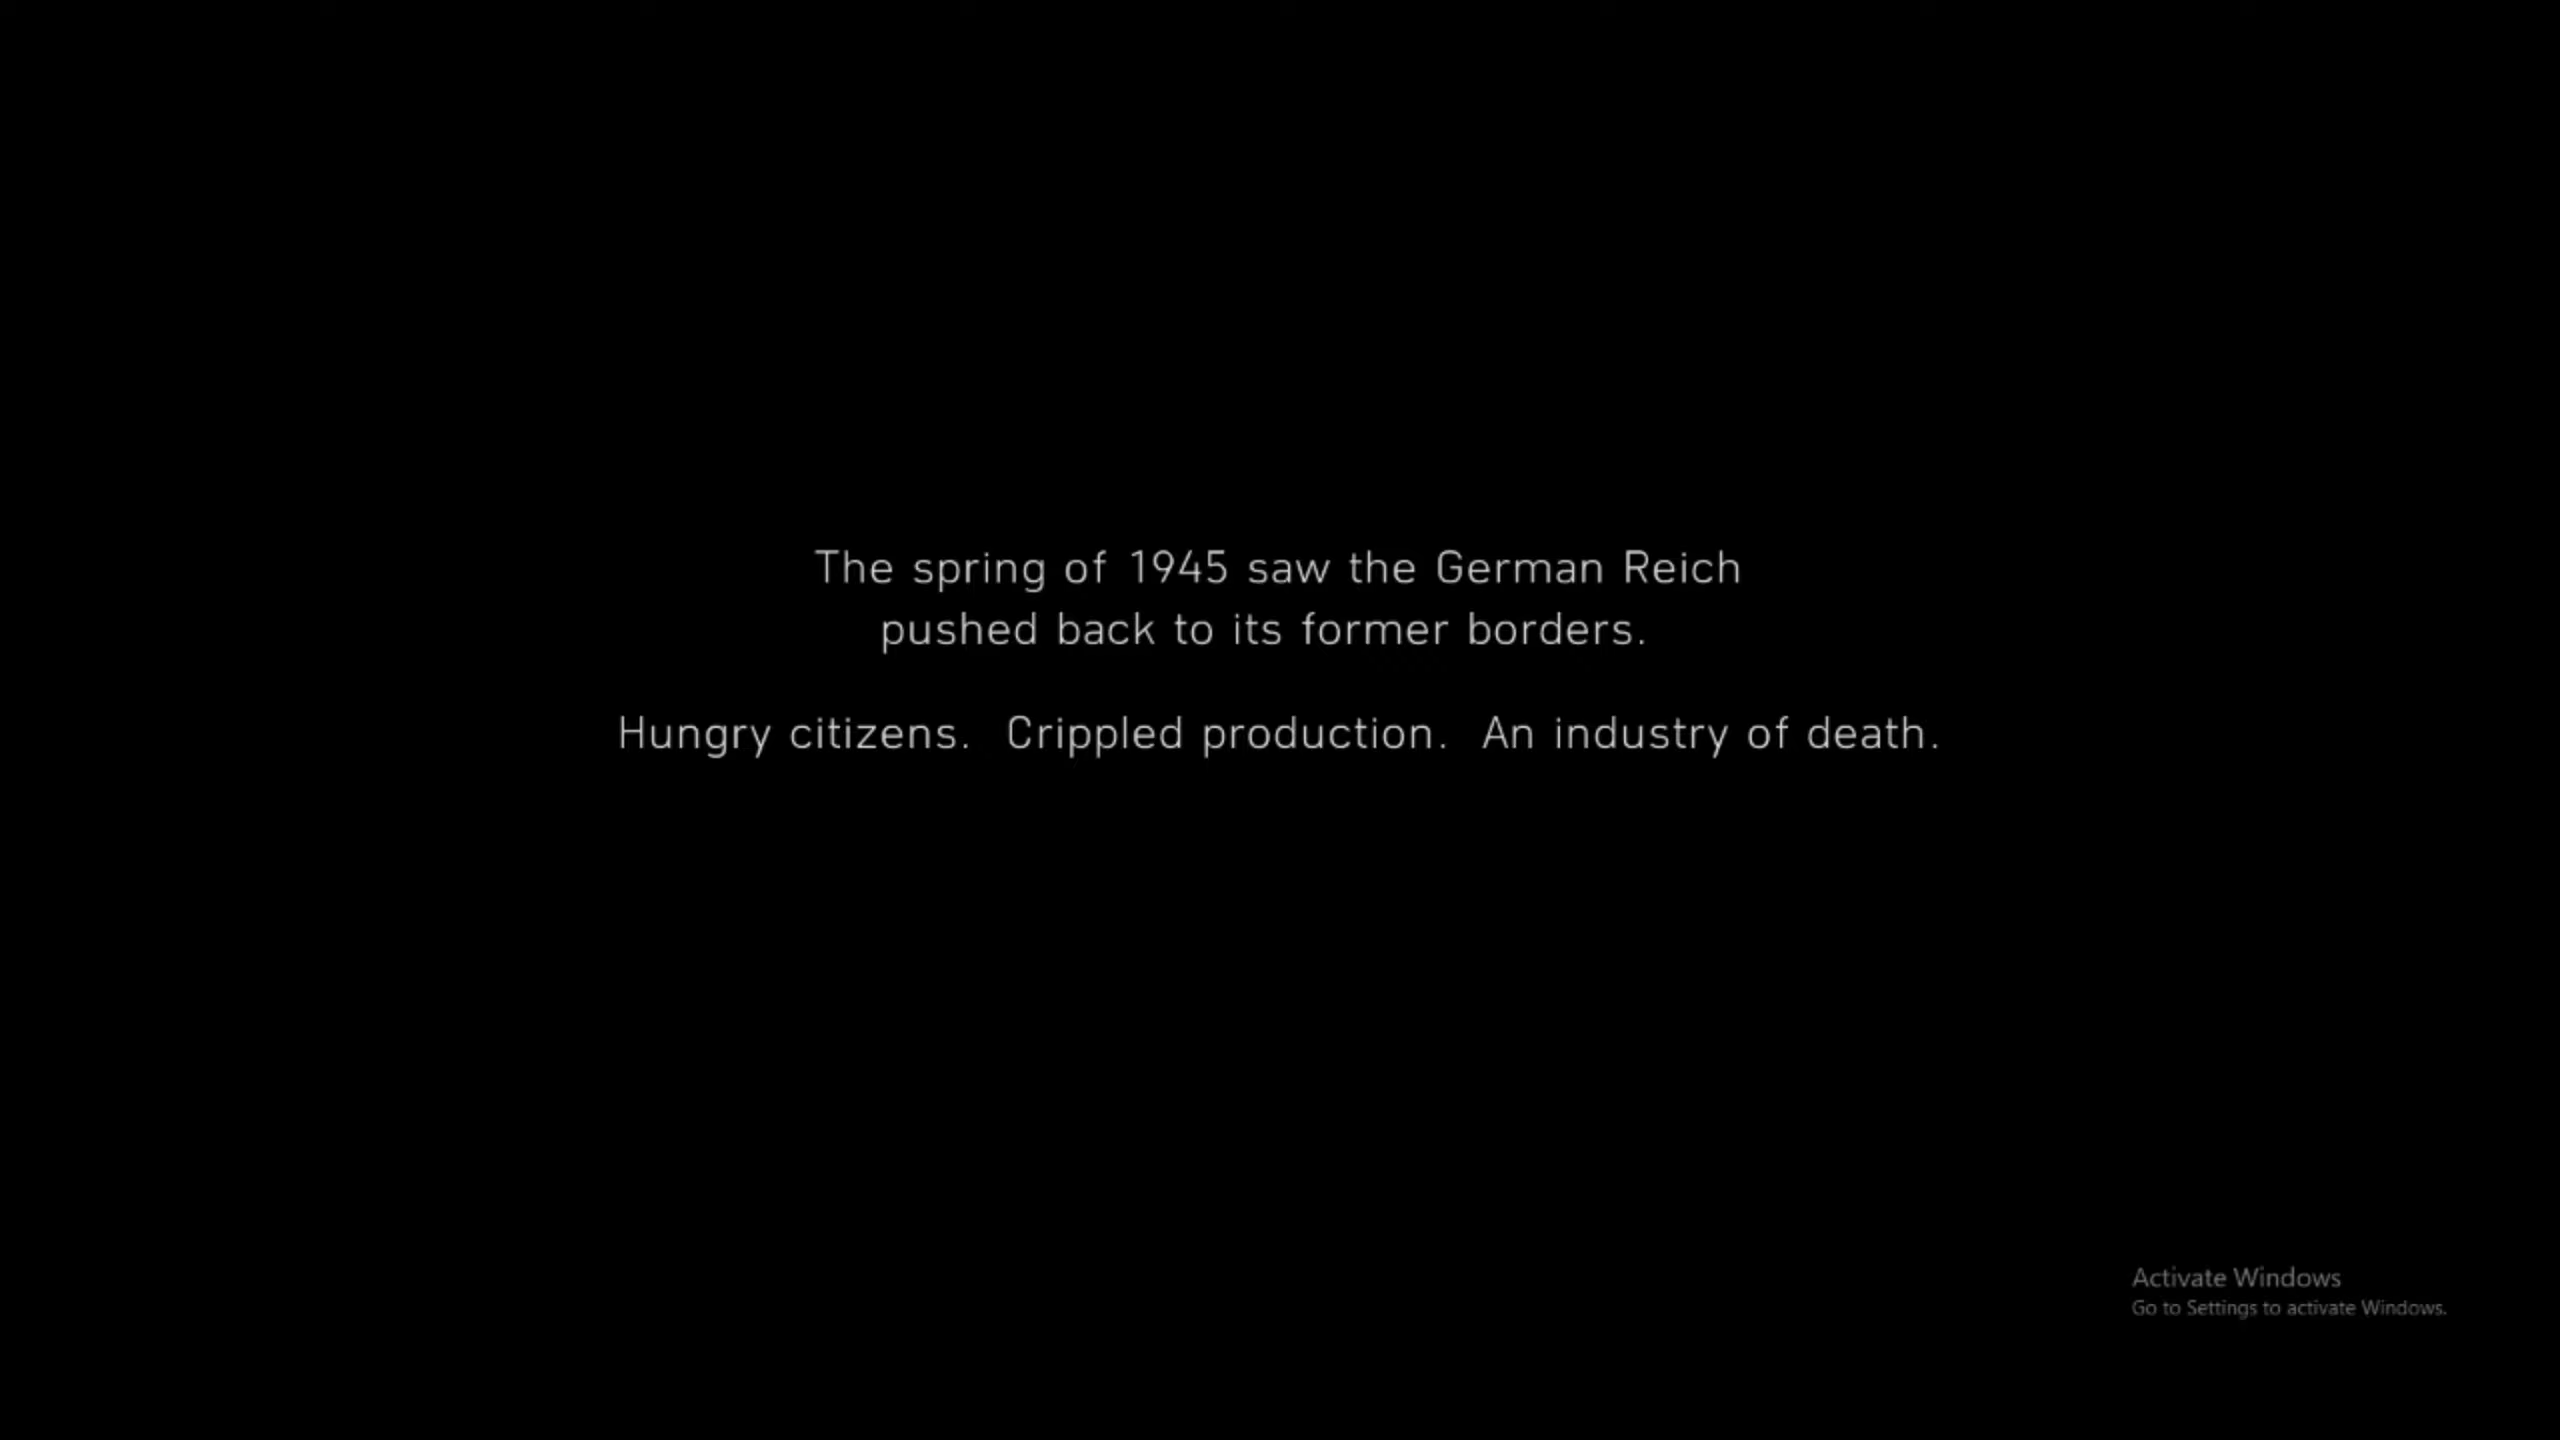 The spring of 1945 saw the German Reich
pushed back to its former borders.
Hungry citizens.  Crippled production.  An industry of death.
Activate Windows
Go to Settings to activate Windows.